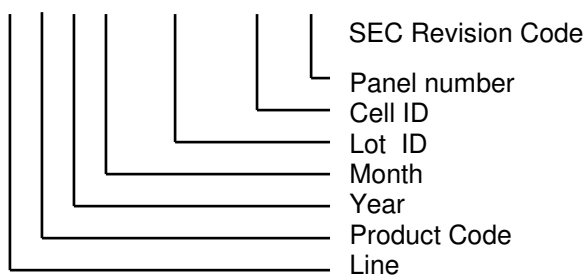 SEC Revision Code
Panel number
Cell ID
Lot ID
Month
Year
Product Code
Line